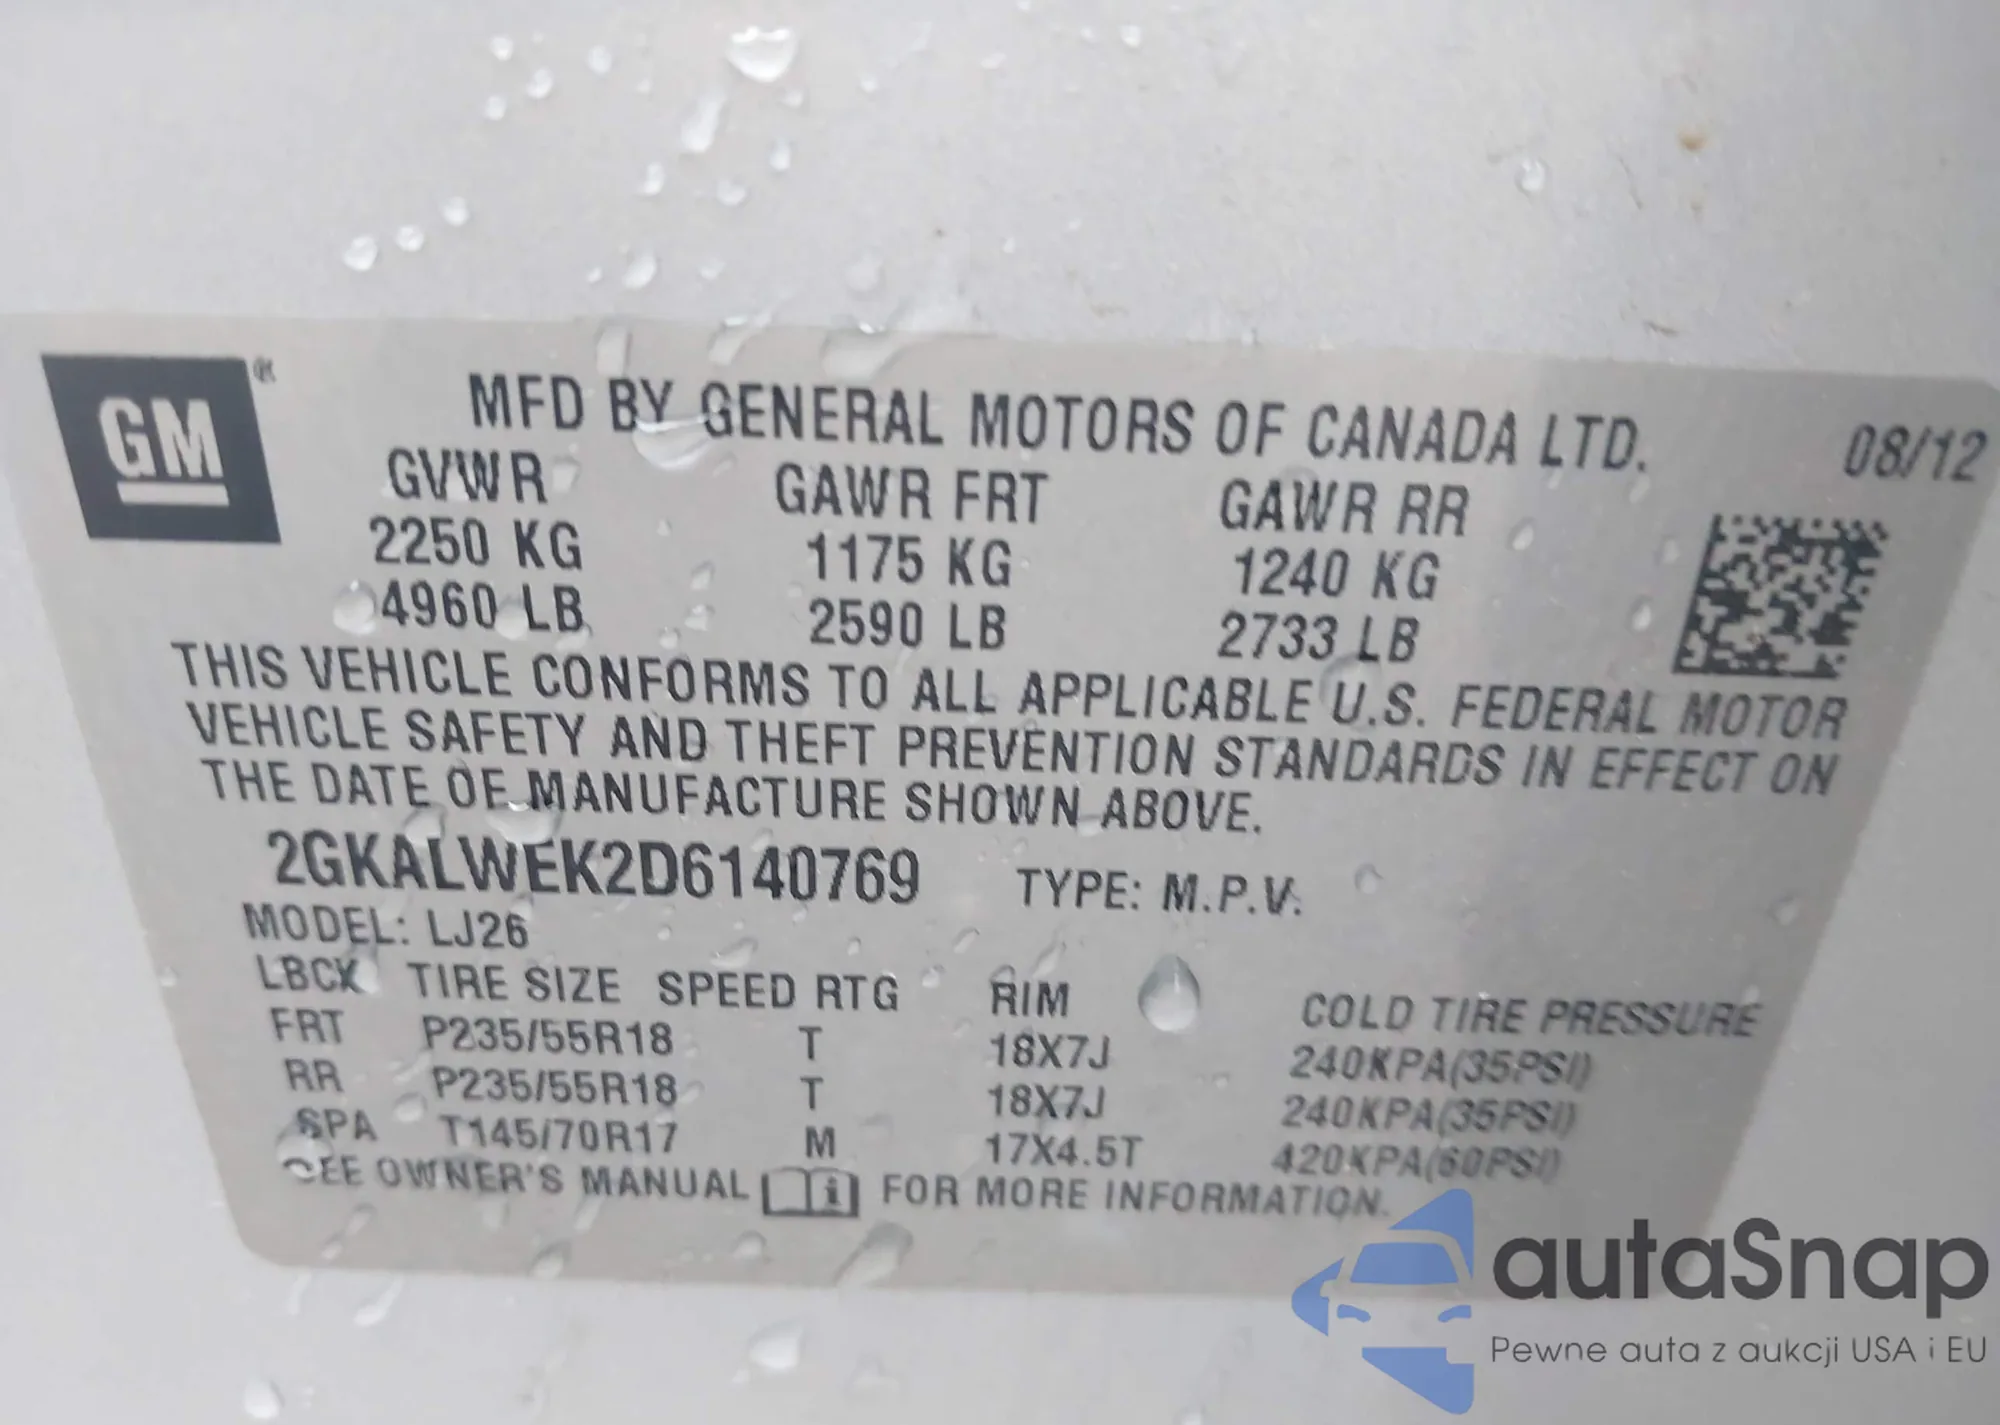 GM®
MFD BY GENERAL MOTORS OF CANADA LTD. 08/12
GVWR GAWR FRT GAWR RR
2250 KG 1175 KG 1240 KG
4960 LB 2590 LB 2733 LB
THIS VEHICLE CONFORMS TO ALL APPLICABLE U.S. FEDERAL MOTOR
VEHICLE SAFETY AND THEFT PREVENTION STANDARDS IN EFFECT ON
THE DATE OF MANUFACTURE SHOWN ABOVE.
2GKALWEK2D6140769 TYPE: M.P.V.
MODEL: LJ26
LBCK TIRE SIZE SPEED RTG RIM COLD TIRE PRESSURE
FRT P235/55R18 T 18X7J 240KPA(35PSI)
RR P235/55R18 T 18X7J 240KPA(35PSI)
SPA T145/70R17 M 17X4.5T 420KPA(60PSI)
SEE OWNER'S MANUAL i FOR MORE INFORMATION.
autaSnap
Pewne auta z aukcji USA i EU